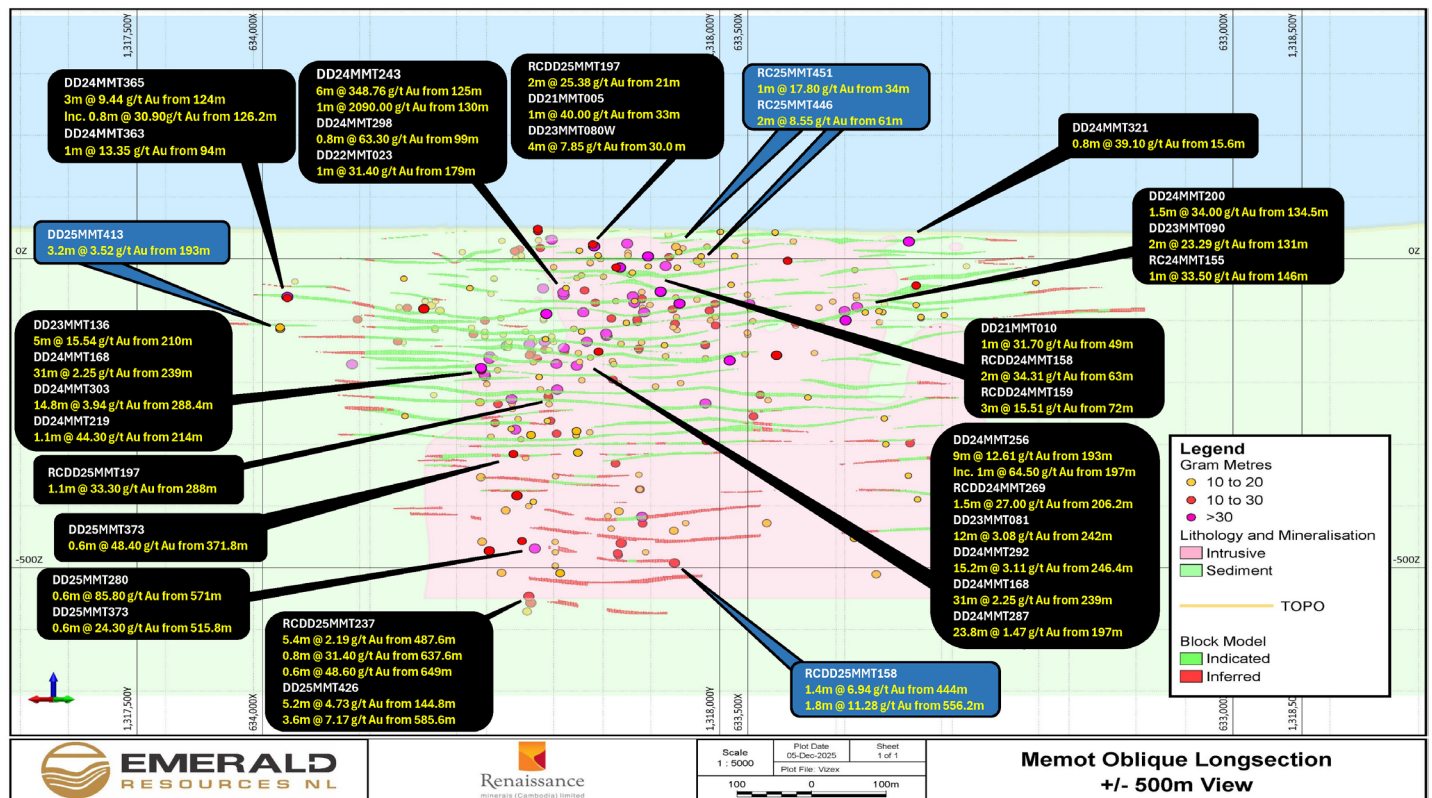 1,317,500Y
634,000X
1,318,000Y
633,500X
633,000X
1,318,500Y
DD24MMT365
3m @ 9.44 g/t Au from 124m
Inc. 0.8m @ 30.90g/t Au from 126.2m
DD24MMT363
1m @ 13.35 g/t Au from 94m
DD24MMT243
6m @ 348.76 g/t Au from 125m
1m @ 2090.00 g/t Au from 130m
DD24MMT298
0.8m @ 63.30 g/t Au from 99m
DD22MMT023
1m @ 31.40 g/t Au from 179m
RCDD25MMT197
2m @ 25.38 g/t Au from 21m
DD21MMT005
1m @ 40.00 g/t Au from 33m
DD23MMT080W
4m @ 7.85 g/t Au from 30.0 m
RC25MMT451
1m @ 17.80 g/t Au from 34m
RC25MMT446
2m @ 8.55 g/t Au from 61m
DD24MMT321
0.8m @ 39.10 g/t Au from 15.6m
DD24MMT200
1.5m @ 34.00 g/t Au from 134.5m
DD23MMT090
2m @ 23.29 g/t Au from 131m
RC24MMT155
1m @ 33.50 g/t Au from 146m
DD25MMT413
3.2m @ 3.52 g/t Au from 193m
0Z
0Z
DD23MMT136
5m @ 15.54 g/t Au from 210m
DD24MMT168
31m @ 2.25 g/t Au from 239m
DD24MMT303
14.8m @ 3.94 g/t Au from 288.4m
DD24MMT219
1.1m @ 44.30 g/t Au from 214m
DD21MMT010
1m @ 31.70 g/t Au from 49m
RCDD24MMT158
2m @ 34.31 g/t Au from 63m
RCDD24MMT159
3m @ 15.51 g/t Au from 72m
RCDD25MMT197
1.1m @ 33.30 g/t Au from 288m
DD25MMT373
0.6m @ 48.40 g/t Au from 371.8m
DD24MMT256
9m @ 12.61 g/t Au from 193m
Inc. 1m @ 64.50 g/t Au from 197m
RCDD24MMT269
1.5m @ 27.00 g/t Au from 206.2m
DD23MMT081
12m @ 3.08 g/t Au from 242m
DD24MMT292
15.2m @ 3.11 g/t Au from 246.4m
DD24MMT168
31m @ 2.25 g/t Au from 239m
DD24MMT287
23.8m @ 1.47 g/t Au from 197m
Legend
Gram Metres
10 to 20
10 to 30
>30
Lithology and Mineralisation
Intrusive
Sediment
TOPO
Block Model
Indicated
Inferred
-500Z
-500Z
DD25MMT280
0.6m @ 85.80 g/t Au from 571m
DD25MMT373
0.6m @ 24.30 g/t Au from 515.8m
RCDD25MMT237
5.4m @ 2.19 g/t Au from 487.6m
0.8m @ 31.40 g/t Au from 637.6m
0.6m @ 48.60 g/t Au from 649m
DD25MMT426
5.2m @ 4.73 g/t Au from 144.8m
3.6m @ 7.17 g/t Au from 585.6m
RCDD25MMT158
1.4m @ 6.94 g/t Au from 444m
1.8m @ 11.28 g/t Au from 556.2m
1,317,500Y
634,000X
1,318,000Y
633,500X
633,000X
1,318,500Y
EMERALD
RESOURCES NL
Renaissance
minerals (Cambodia) limited
Scale
1 : 5000
Plot Date
05-Dec-2025
Sheet
1 of 1
Plot File: Vizex
100 0 100m
Memot Oblique Longsection
+/- 500m View